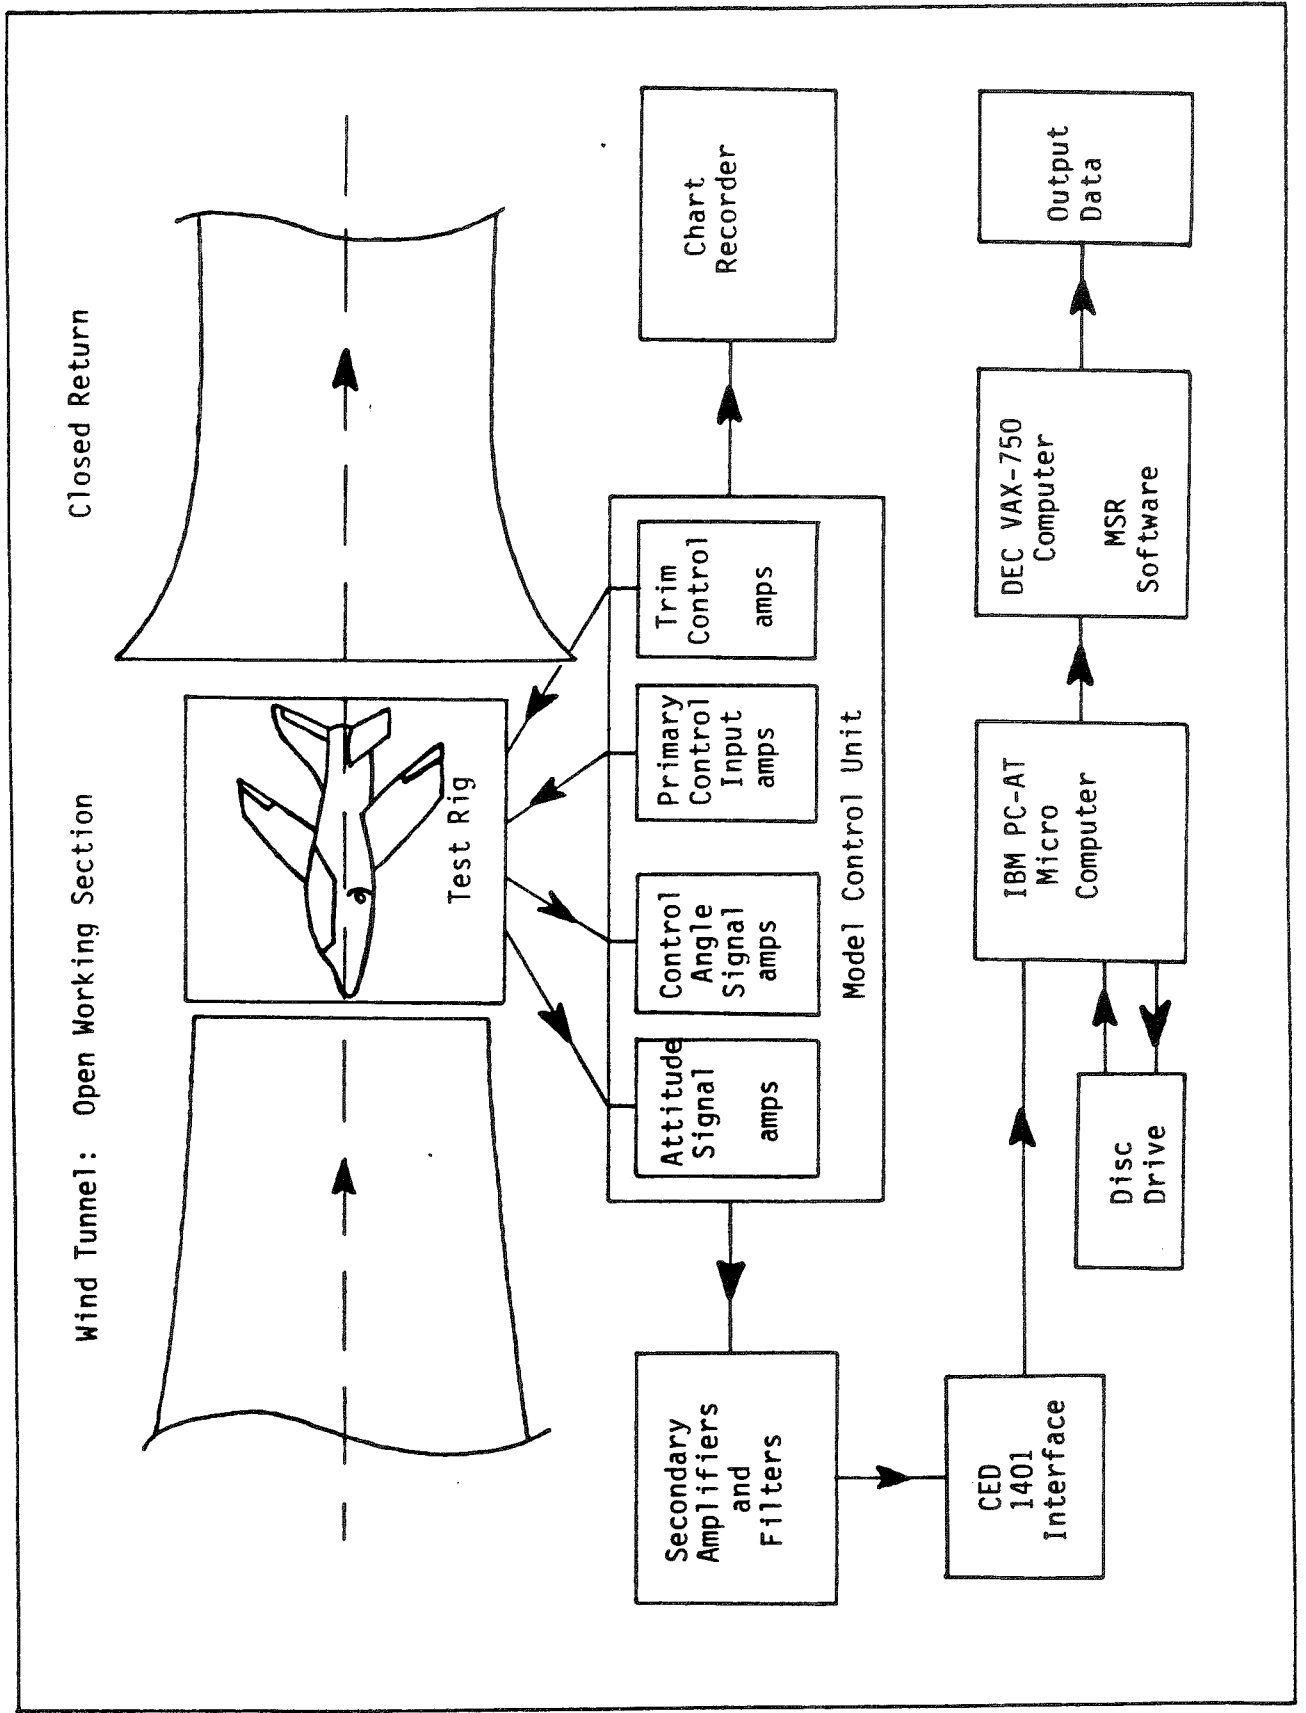 Wind Tunnel: Open Working Section
Closed Return
Test Rig
Attitude
Signal
amps
Control
Angle
Signal
amps
Primary
Control
Input
amps
Trim
Control
amps
Model Control Unit
Chart
Recorder
Secondary
Amplifiers
and
Filters
CED
1401
Interface
Disc
Drive
IBM PC-AT
Micro
Computer
DEC VAX-750
Computer
MSR
Software
Output
Data